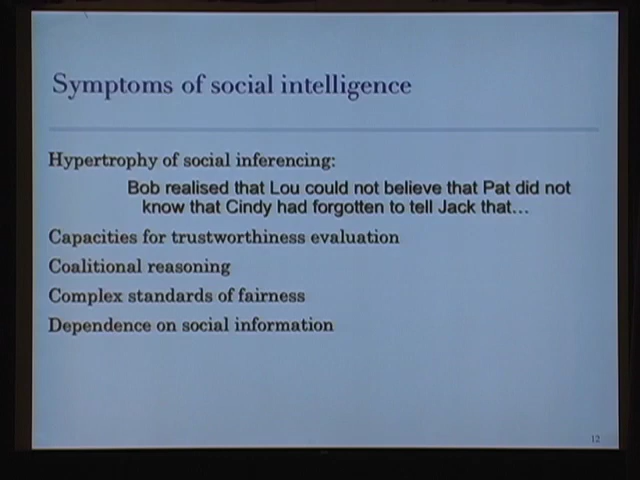 Symptoms of social intelligence
Hypertrophy of social inferencing:
Bob realised that Lou could not believe that Pat did not
know that Cindy had forgotten to tell Jack that…
Capacities for trustworthiness evaluation
Coalitional reasoning
Complex standards of fairness
Dependence on social information
12